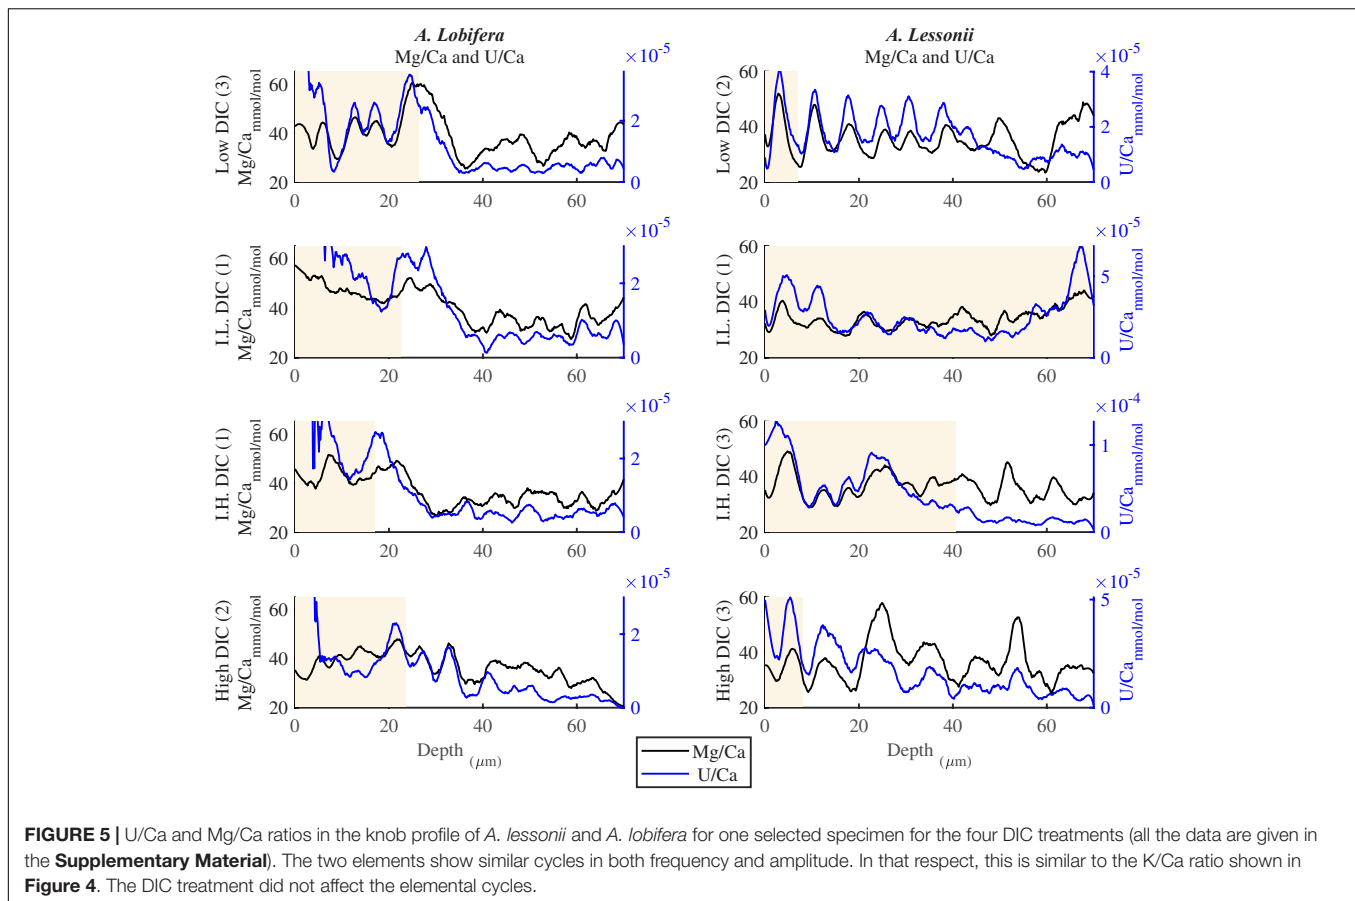 A. Lobifera
Mg/Ca and U/Ca
×10-5
Low DIC (3)
Mg/Ca mmol/mol
60
40
20
2
0
0 20 40 60
A. Lessonii
Mg/Ca and U/Ca
×10-5
Low DIC (2)
60
40
20
4
2
0
U/Ca mmol/mol
0 20 40 60
×10-5
I.L. DIC (1)
Mg/Ca mmol/mol
60
40
20
2
0
0 20 40 60
×10-5
I.L. DIC (1)
60
40
20
5
0
U/Ca mmol/mol
0 20 40 60
×10-5
I.H. DIC (1)
Mg/Ca mmol/mol
60
40
20
2
0
0 20 40 60
×10-4
I.H. DIC (3)
60
40
20
1
0
U/Ca mmol/mol
0 20 40 60
×10-5
High DIC (2)
Mg/Ca mmol/mol
60
40
20
2
0
0 20 40 60
Depth (μm)
×10-5
High DIC (3)
60
40
20
5
0
U/Ca mmol/mol
0 20 40 60
Depth (μm)
Mg/Ca
U/Ca
FIGURE 5 | U/Ca and Mg/Ca ratios in the knob profile of A. lessonii and A. lobifera for one selected specimen for the four DIC treatments (all the data are given in
the Supplementary Material). The two elements show similar cycles in both frequency and amplitude. In that respect, this is similar to the K/Ca ratio shown in
Figure 4. The DIC treatment did not affect the elemental cycles.